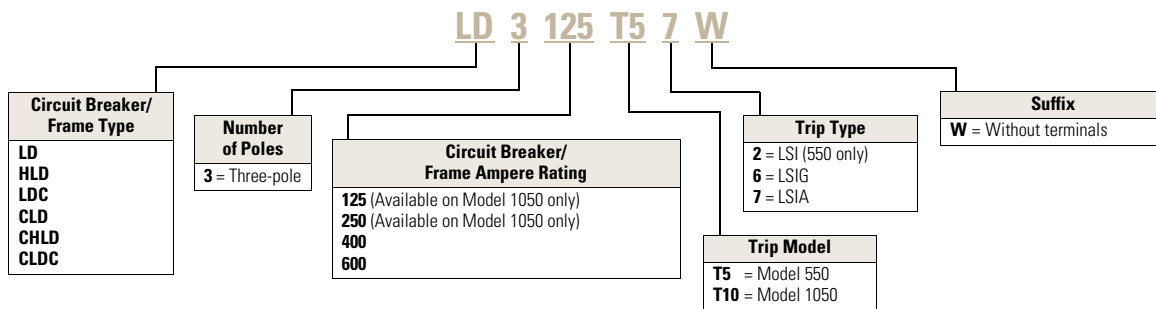 LD 3 125 T5 7 W
Circuit Breaker/
Frame Type
LD
HLD
LDC
CLD
CHLD
CLDC
Number
of Poles
3 = Three-pole
Circuit Breaker/
Frame Ampere Rating
125 (Available on Model 1050 only)
250 (Available on Model 1050 only)
400
600
Trip Model
T5 = Model 550
T10 = Model 1050
Trip Type
2 = LSI (550 only)
6 = LSIG
7 = LSIA
Suffix
W = Without terminals